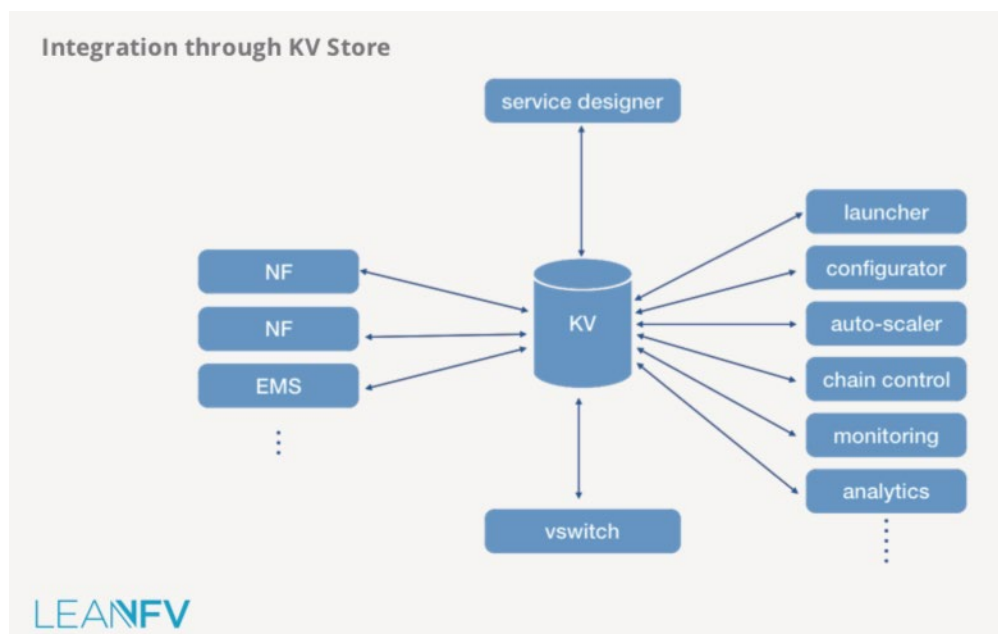 Integration through KV Store
service designer
NF
NF
EMS
KV
launcher
configurator
auto-scaler
chain control
monitoring
analytics
vswitch
LEANNFV